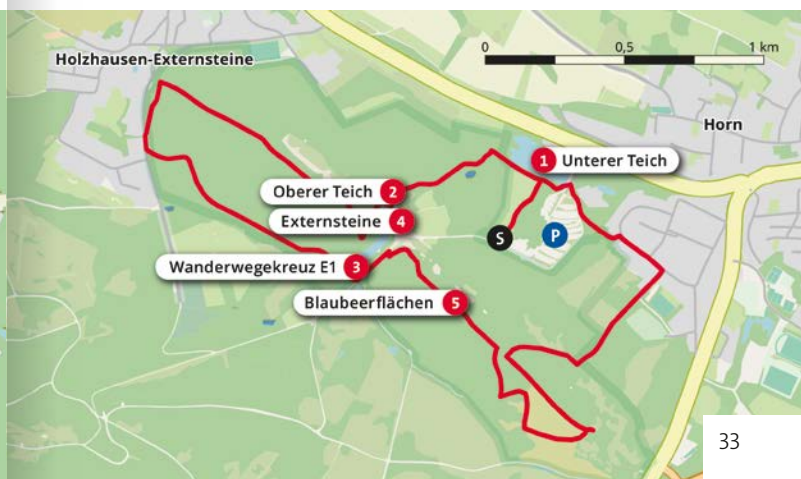 Holzhausen-Externsteine
0 0,5 1 km
Horn
1 Unterer Teich
Oberer Teich 2
Externsteine 4
S
P
Wanderwegekreuz E1 3
Blaubeerflächen 5
33